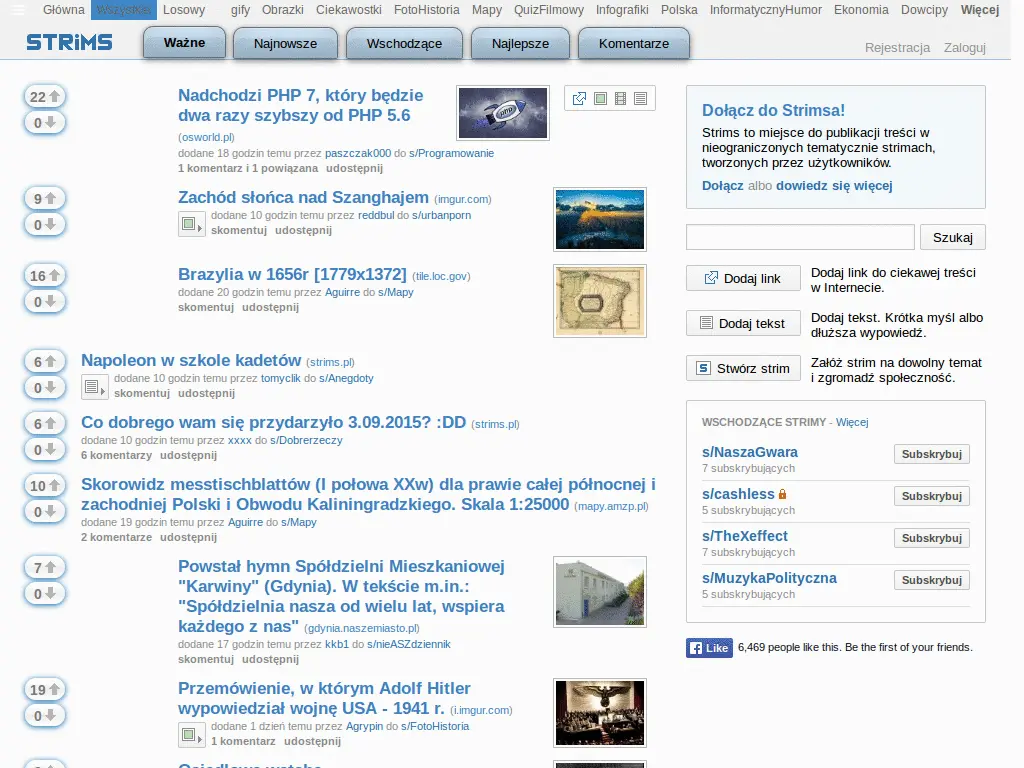 Główna Wszystkie Losowy gify Obrazki Ciekawostki FotoHistoria Mapy QuizFilmowy Infografiki Polska InformatycznyHumor Ekonomia Dowcipy Więcej
STRiMS
Ważne Najnowsze Wschodzące Najlepsze Komentarze
Rejestracja Zaloguj
22
0
Nadchodzi PHP 7, który będzie
dwa razy szybszy od PHP 5.6
(osworld.pl)
dodane 18 godzin temu przez paszczak000 do s/Programowanie
1 komentarz i 1 powiązana udostępnij
9
0
Zachód słońca nad Szanghajem (imgur.com)
dodane 10 godzin temu przez reddbul do s/urbanporn
skomentuj udostępnij
16
0
Brazylia w 1656r [1779x1372] (tile.loc.gov)
dodane 20 godzin temu przez Aguirre do s/Mapy
skomentuj udostępnij
6
0
Napoleon w szkole kadetów (strims.pl)
dodane 10 godzin temu przez tomyclik do s/Anegdoty
skomentuj udostępnij
6
0
Co dobrego wam się przydarzyło 3.09.2015? :DD (strims.pl)
dodane 10 godzin temu przez xxxx do s/Dobrerzeczy
6 komentarzy udostępnij
10
0
Skorowidz messtischblattów (I połowa XXw) dla prawie całej północnej i
zachodniej Polski i Obwodu Kaliningradzkiego. Skala 1:25000 (mapy.amzp.pl)
dodane 19 godzin temu przez Aguirre do s/Mapy
2 komentarze udostępnij
7
0
Powstał hymn Spółdzielni Mieszkaniowej
"Karwiny" (Gdynia). W tekście m.in.:
"Spółdzielnia nasza od wielu lat, wspiera
każdego z nas" (gdynia.naszemiasto.pl)
dodane 17 godzin temu przez kkb1 do s/nieASZdziennik
skomentuj udostępnij
19
0
Przemówienie, w którym Adolf Hitler
wypowiedział wojnę USA - 1941 r. (i.imgur.com)
dodane 1 dzień temu przez Agrypin do s/FotoHistoria
1 komentarz udostępnij
Dołącz do Strimsa!
Strims to miejsce do publikacji treści w
nieograniczonych tematycznie strimach,
tworzonych przez użytkowników.
Dołącz albo dowiedz się więcej
Szukaj
Dodaj link Dodaj link do ciekawej treści
w Internecie.
Dodaj tekst Dodaj tekst. Krótka myśl albo
dłuższa wypowiedź.
Stwórz strim Załóż strim na dowolny temat
i zgromadź społeczność.
WSCHODZĄCE STRIMY - Więcej
s/NaszaGwara Subskrybuj
7 subskrybujących
s/cashless Subskrybuj
5 subskrybujących
s/TheXeffect Subskrybuj
7 subskrybujących
s/MuzykaPolityczna Subskrybuj
5 subskrybujących
Like 6,469 people like this. Be the first of your friends.